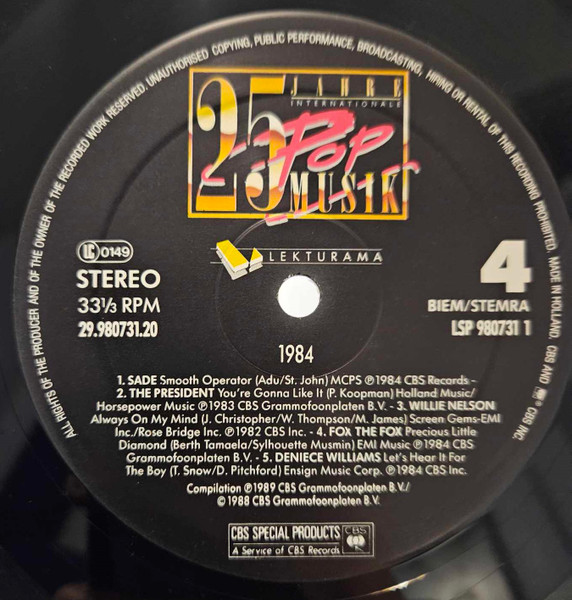 ALL RIGHTS OF THE PRODUCER AND OF THE OWNER OF THE RECORDED WORK RESERVED. UNAUTHORISED COPYING, PUBLIC PERFORMANCE, BROADCASTING, HIRING OR RENTAL OF THIS RECORDING PROHIBITED. MADE IN HOLLAND. CBS AND CBS INC.
25 JAHRE
INTERNATIONALE
POP
MUSIK
LEKTURAMA
LC 0149
STEREO
33⅓ RPM
29.980731.20
4
BIEM/STEMRA
LSP 980731 1
1984
1. SADE Smooth Operator (Adu/St. John) MCPS ℗1984 CBS Records -
2. THE PRESIDENT You're Gonna Like It (P. Koopman) Holland Music/
Horsepower Music ℗1983 CBS Grammofoonplaten B.V. - 3. WILLIE NELSON
Always On My Mind (J. Christopher/W. Thompson/M. James) Screen Gems-EMI
Inc./Rose Bridge Inc. ℗1982 CBS Inc. - 4. FOX THE FOX Precious Little
Diamond (Berth Tamaela/Sylhouette Musmin) EMI Music ℗1984 CBS
Grammofoonplaten B.V. - 5. DENIECE WILLIAMS Let's Hear It For
The Boy (T. Snow/D. Pitchford) Ensign Music Corp. ℗1984 CBS Inc.
Compilation ℗1989 CBS Grammofoonplaten B.V./
©1988 CBS Grammofoonplaten B.V.
CBS SPECIAL PRODUCTS
A Service of CBS Records
CBS